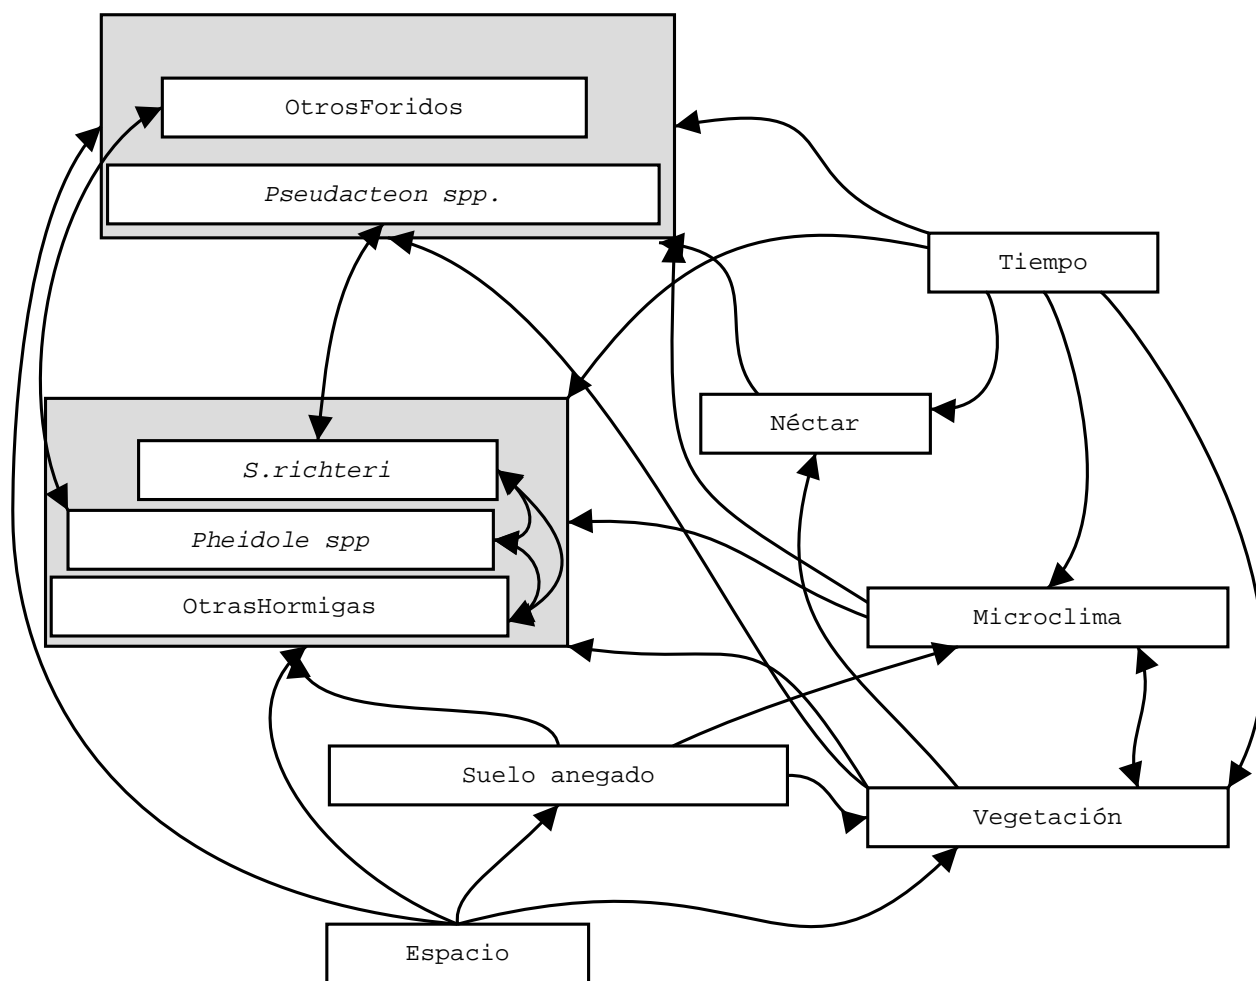 OtrosForidos
Pseudacteon spp.
Tiempo
Néctar
S.richteri
Pheidole spp
OtrasHormigas
Microclima
Suelo anegado
Vegetación
Espacio